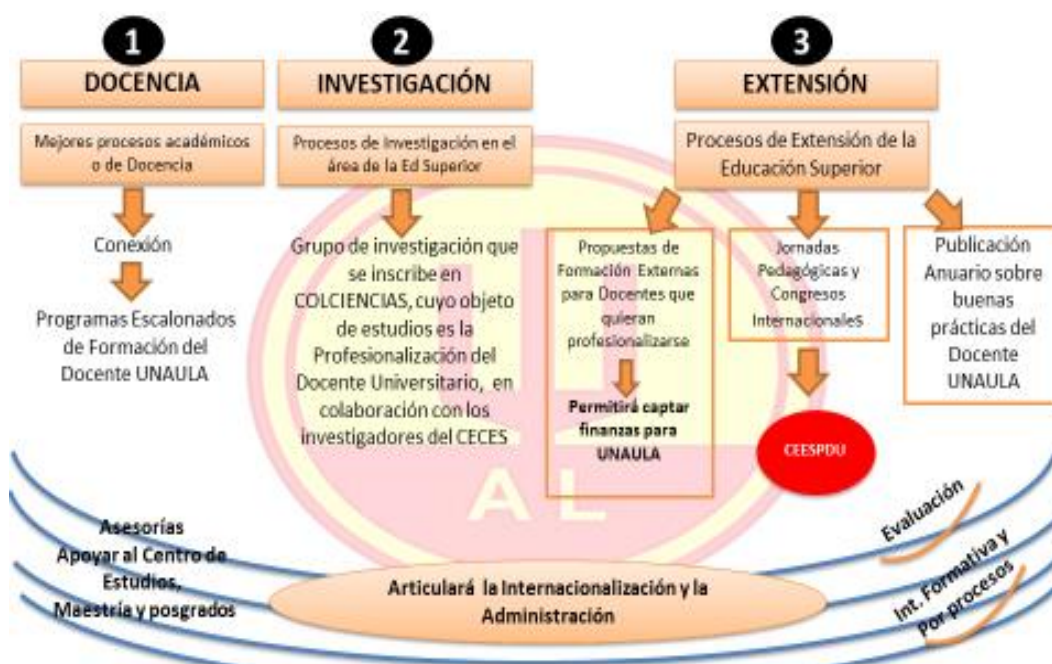 1
DOCENCIA
Mejores procesos académicos
o de Docencia
Conexión
Programas Escalonados
de Formación del
Docente UNAULA
2
INVESTIGACIÓN
Procesos de Investigación en el
área de la Ed Superior
Grupo de investigación que
se inscribe en
COLCIENCIAS, cuyo objeto
de estudios es la
Profesionalización del
Docente Universitario, en
colaboración con los
investigadores del CECES
3
EXTENSIÓN
Procesos de Extensión de la
Educación Superior
Propuestas de
Formación Externas
para Docentes que
quieran
profesionalizarse
Permitirá captar
finanzas para
UNAULA
Jornadas
Pedagógicas y
Congresos
Internacionales
CEESPDU
Publicación
Anuario sobre
buenas
prácticas del
Docente
UNAULA
A L
Asesorías
Apoyar al Centro de
Estudios,
Maestría y posgrados
Articulará la Internacionalización y la
Administración
Evaluación
Int. Formativa y
Por procesos